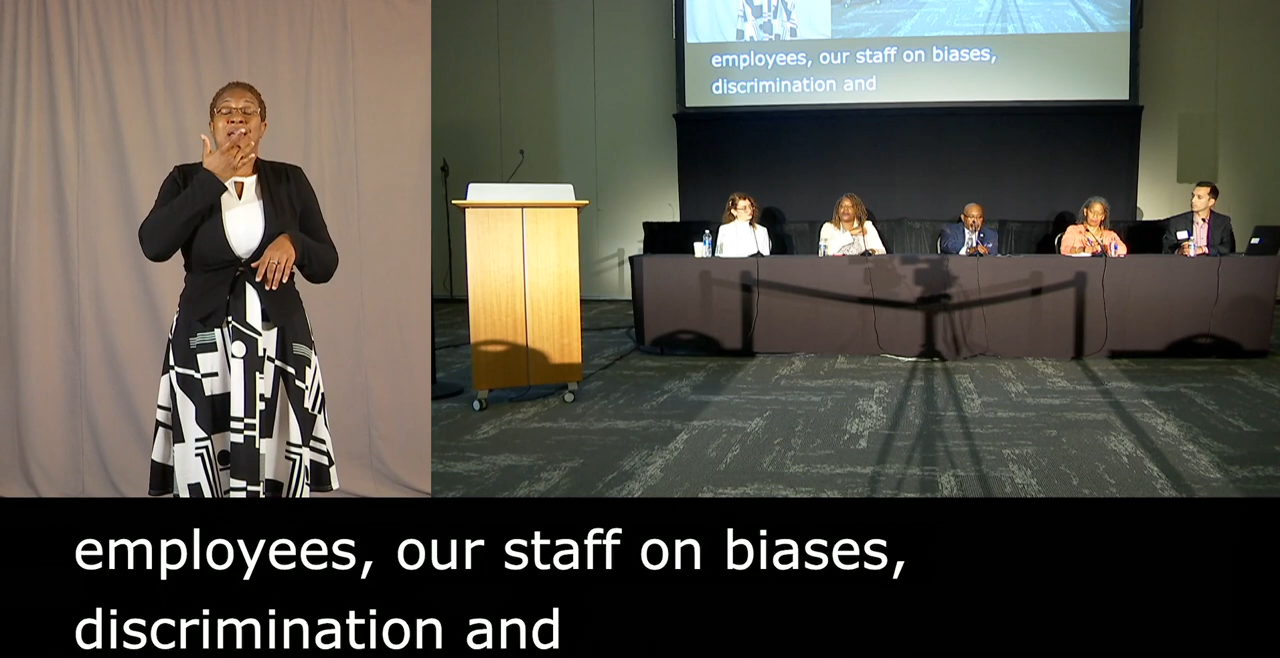 employees, our staff on biases,
discrimination and
employees, our staff on biases,
discrimination and